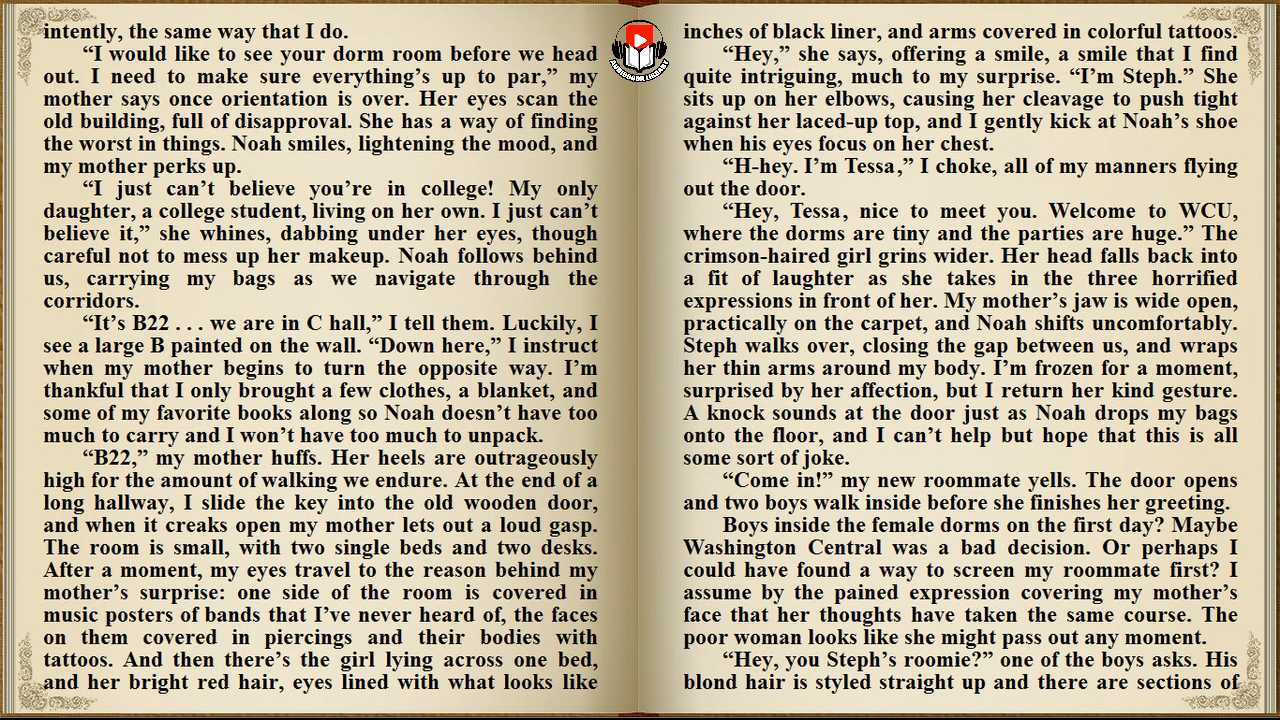 intently, the same way that I do.
“I would like to see your dorm room before we head
out. I need to make sure everything’s up to par,” my
mother says once orientation is over. Her eyes scan the
old building, full of disapproval. She has a way of finding
the worst in things. Noah smiles, lightening the mood, and
my mother perks up.
“I just can’t believe you’re in college! My only
daughter, a college student, living on her own. I just can’t
believe it,” she whines, dabbing under her eyes, though
careful not to mess up her makeup. Noah follows behind
us, carrying my bags as we navigate through the
corridors.
“It’s B22 . . . we are in C hall,” I tell them. Luckily, I
see a large B painted on the wall. “Down here,” I instruct
when my mother begins to turn the opposite way. I’m
thankful that I only brought a few clothes, a blanket, and
some of my favorite books along so Noah doesn’t have too
much to carry and I won’t have too much to unpack.
“B22,” my mother huffs. Her heels are outrageously
high for the amount of walking we endure. At the end of a
long hallway, I slide the key into the old wooden door,
and when it creaks open my mother lets out a loud gasp.
The room is small, with two single beds and two desks.
After a moment, my eyes travel to the reason behind my
mother’s surprise: one side of the room is covered in
music posters of bands that I’ve never heard of, the faces
on them covered in piercings and their bodies with
tattoos. And then there’s the girl lying across one bed,
and her bright red hair, eyes lined with what looks like
AUDIOBOOK LIBRARY
inches of black liner, and arms covered in colorful tattoos.
“Hey,” she says, offering a smile, a smile that I find
quite intriguing, much to my surprise. “I’m Steph.” She
sits up on her elbows, causing her cleavage to push tight
against her laced-up top, and I gently kick at Noah’s shoe
when his eyes focus on her chest.
“H-hey. I’m Tessa,” I choke, all of my manners flying
out the door.
“Hey, Tessa, nice to meet you. Welcome to WCU,
where the dorms are tiny and the parties are huge.” The
crimson-haired girl grins wider. Her head falls back into
a fit of laughter as she takes in the three horrified
expressions in front of her. My mother’s jaw is wide open,
practically on the carpet, and Noah shifts uncomfortably.
Steph walks over, closing the gap between us, and wraps
her thin arms around my body. I’m frozen for a moment,
surprised by her affection, but I return her kind gesture.
A knock sounds at the door just as Noah drops my bags
onto the floor, and I can’t help but hope that this is all
some sort of joke.
“Come in!” my new roommate yells. The door opens
and two boys walk inside before she finishes her greeting.
Boys inside the female dorms on the first day? Maybe
Washington Central was a bad decision. Or perhaps I
could have found a way to screen my roommate first? I
assume by the pained expression covering my mother’s
face that her thoughts have taken the same course. The
poor woman looks like she might pass out any moment.
“Hey, you Steph’s roomie?” one of the boys asks. His
blond hair is styled straight up and there are sections of